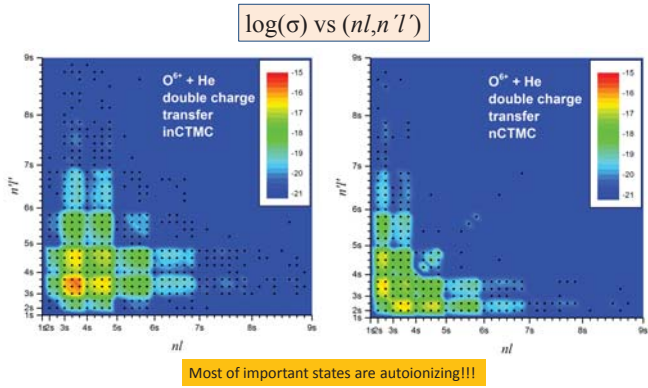 log(σ) vs (nl,n´l´)
O6+ + He
double charge
transfer
inCTMC
-15
-16
-17
-18
-19
-20
-21
9s
8s
7s
6s
5s
4s
3s
2s
1s
n'l'
1s2s 3s 4s 5s 6s 7s 8s 9s
nl
O6+ + He
double charge
transfer
nCTMC
-15
-16
-17
-18
-19
-20
-21
9s
8s
7s
6s
5s
4s
3s
2s
1s
n'l'
1s2s 3s 4s 5s 6s 7s 8s 9s
nl
Most of important states are autoionizing!!!